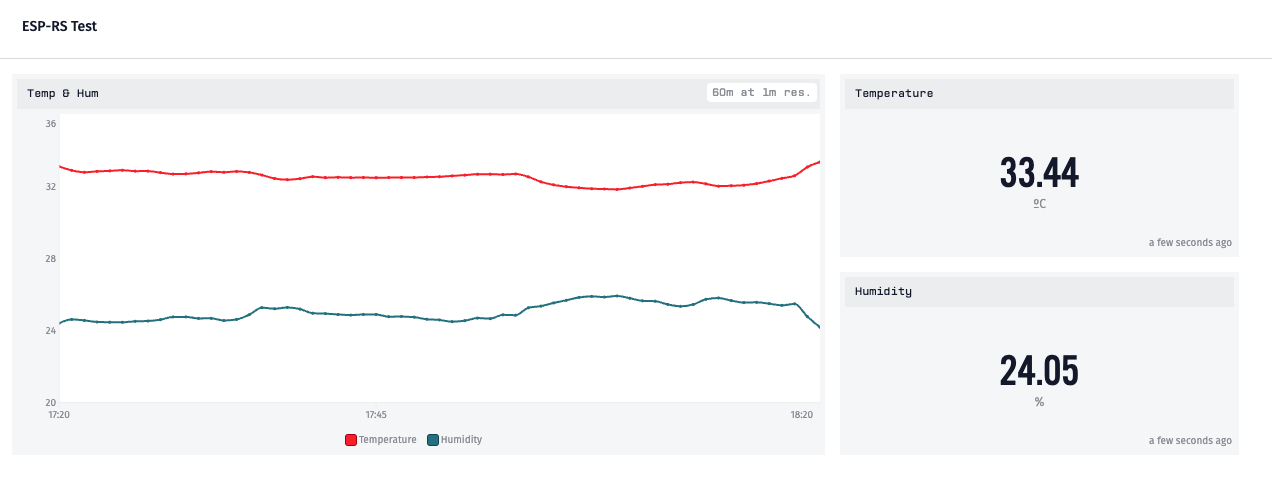 ESP-RS Test
Temp & Hum
60m at 1m res.
36
32
28
24
20
17:20
17:45
18:20
Temperature
Humidity
Temperature
33.44
ºC
a few seconds ago
Humidity
24.05
%
a few seconds ago